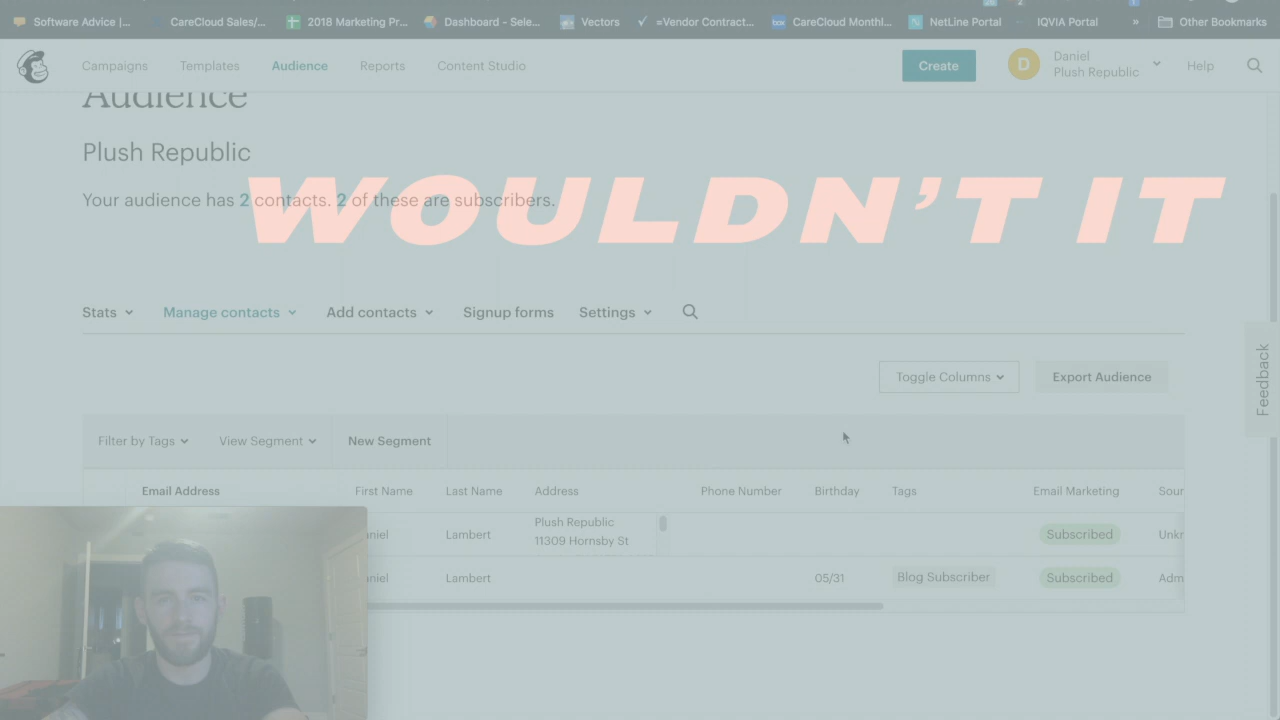 Software Advice |...
CareCloud Sales/...
2018 Marketing Pr...
Dashboard - Sele...
Vectors
=Vendor Contract...
box
CareCloud Monthl...
NetLine Portal
IQVIA Portal
»
Other Bookmarks
Campaigns
Templates
Audience
Reports
Content Studio
Create
D
Daniel
Plush Republic
Help
Audience
Plush Republic
Your audience has 2 contacts. 2 of these are subscribers.
WOULDN'T IT
Stats
Manage contacts
Add contacts
Signup forms
Settings
Toggle Columns
Export Audience
Feedback
Filter by Tags
View Segment
New Segment
Email Address
First Name
Last Name
Address
Phone Number
Birthday
Tags
Email Marketing
Sour
niel
Lambert
Plush Republic
11309 Hornsby St
Subscribed
Unkr
niel
Lambert
05/31
Blog Subscriber
Subscribed
Adm